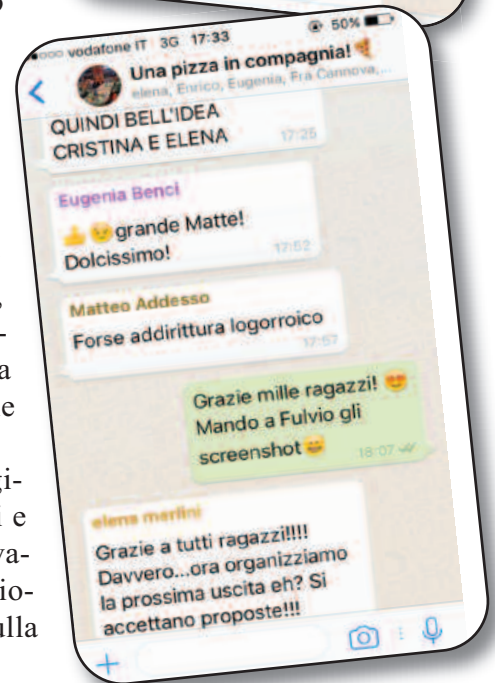 vodafone IT 3G 17:33 50%
Una pizza in compagnia!
elena, Enrico, Eugenia, Fra Cannova,...
QUINDI BELL'IDEA
CRISTINA E ELENA
17:25
Eugenia Benci
grande Matte!
Dolcissimo!
17:52
Matteo Addesso
Forse addirittura logorroico
17:57
Grazie mille ragazzi!
Mando a Fulvio gli
screenshot
18:07
elena merlini
Grazie a tutti ragazzi!!!!
Davvero...ora organizziamo
la prossima uscita eh? Si
accettano proposte!!!
,
-
a
e
gi-
i e
va-
io-
ulla